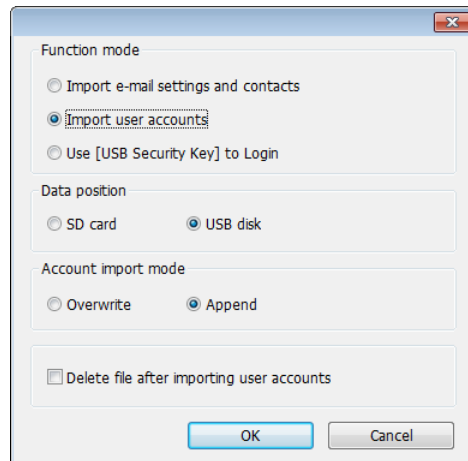 Function mode
Import e-mail settings and contacts
Import user accounts
Use [USB Security Key] to Login
Data position
SD card USB disk
Account import mode
Overwrite Append
Delete file after importing user accounts
OK Cancel